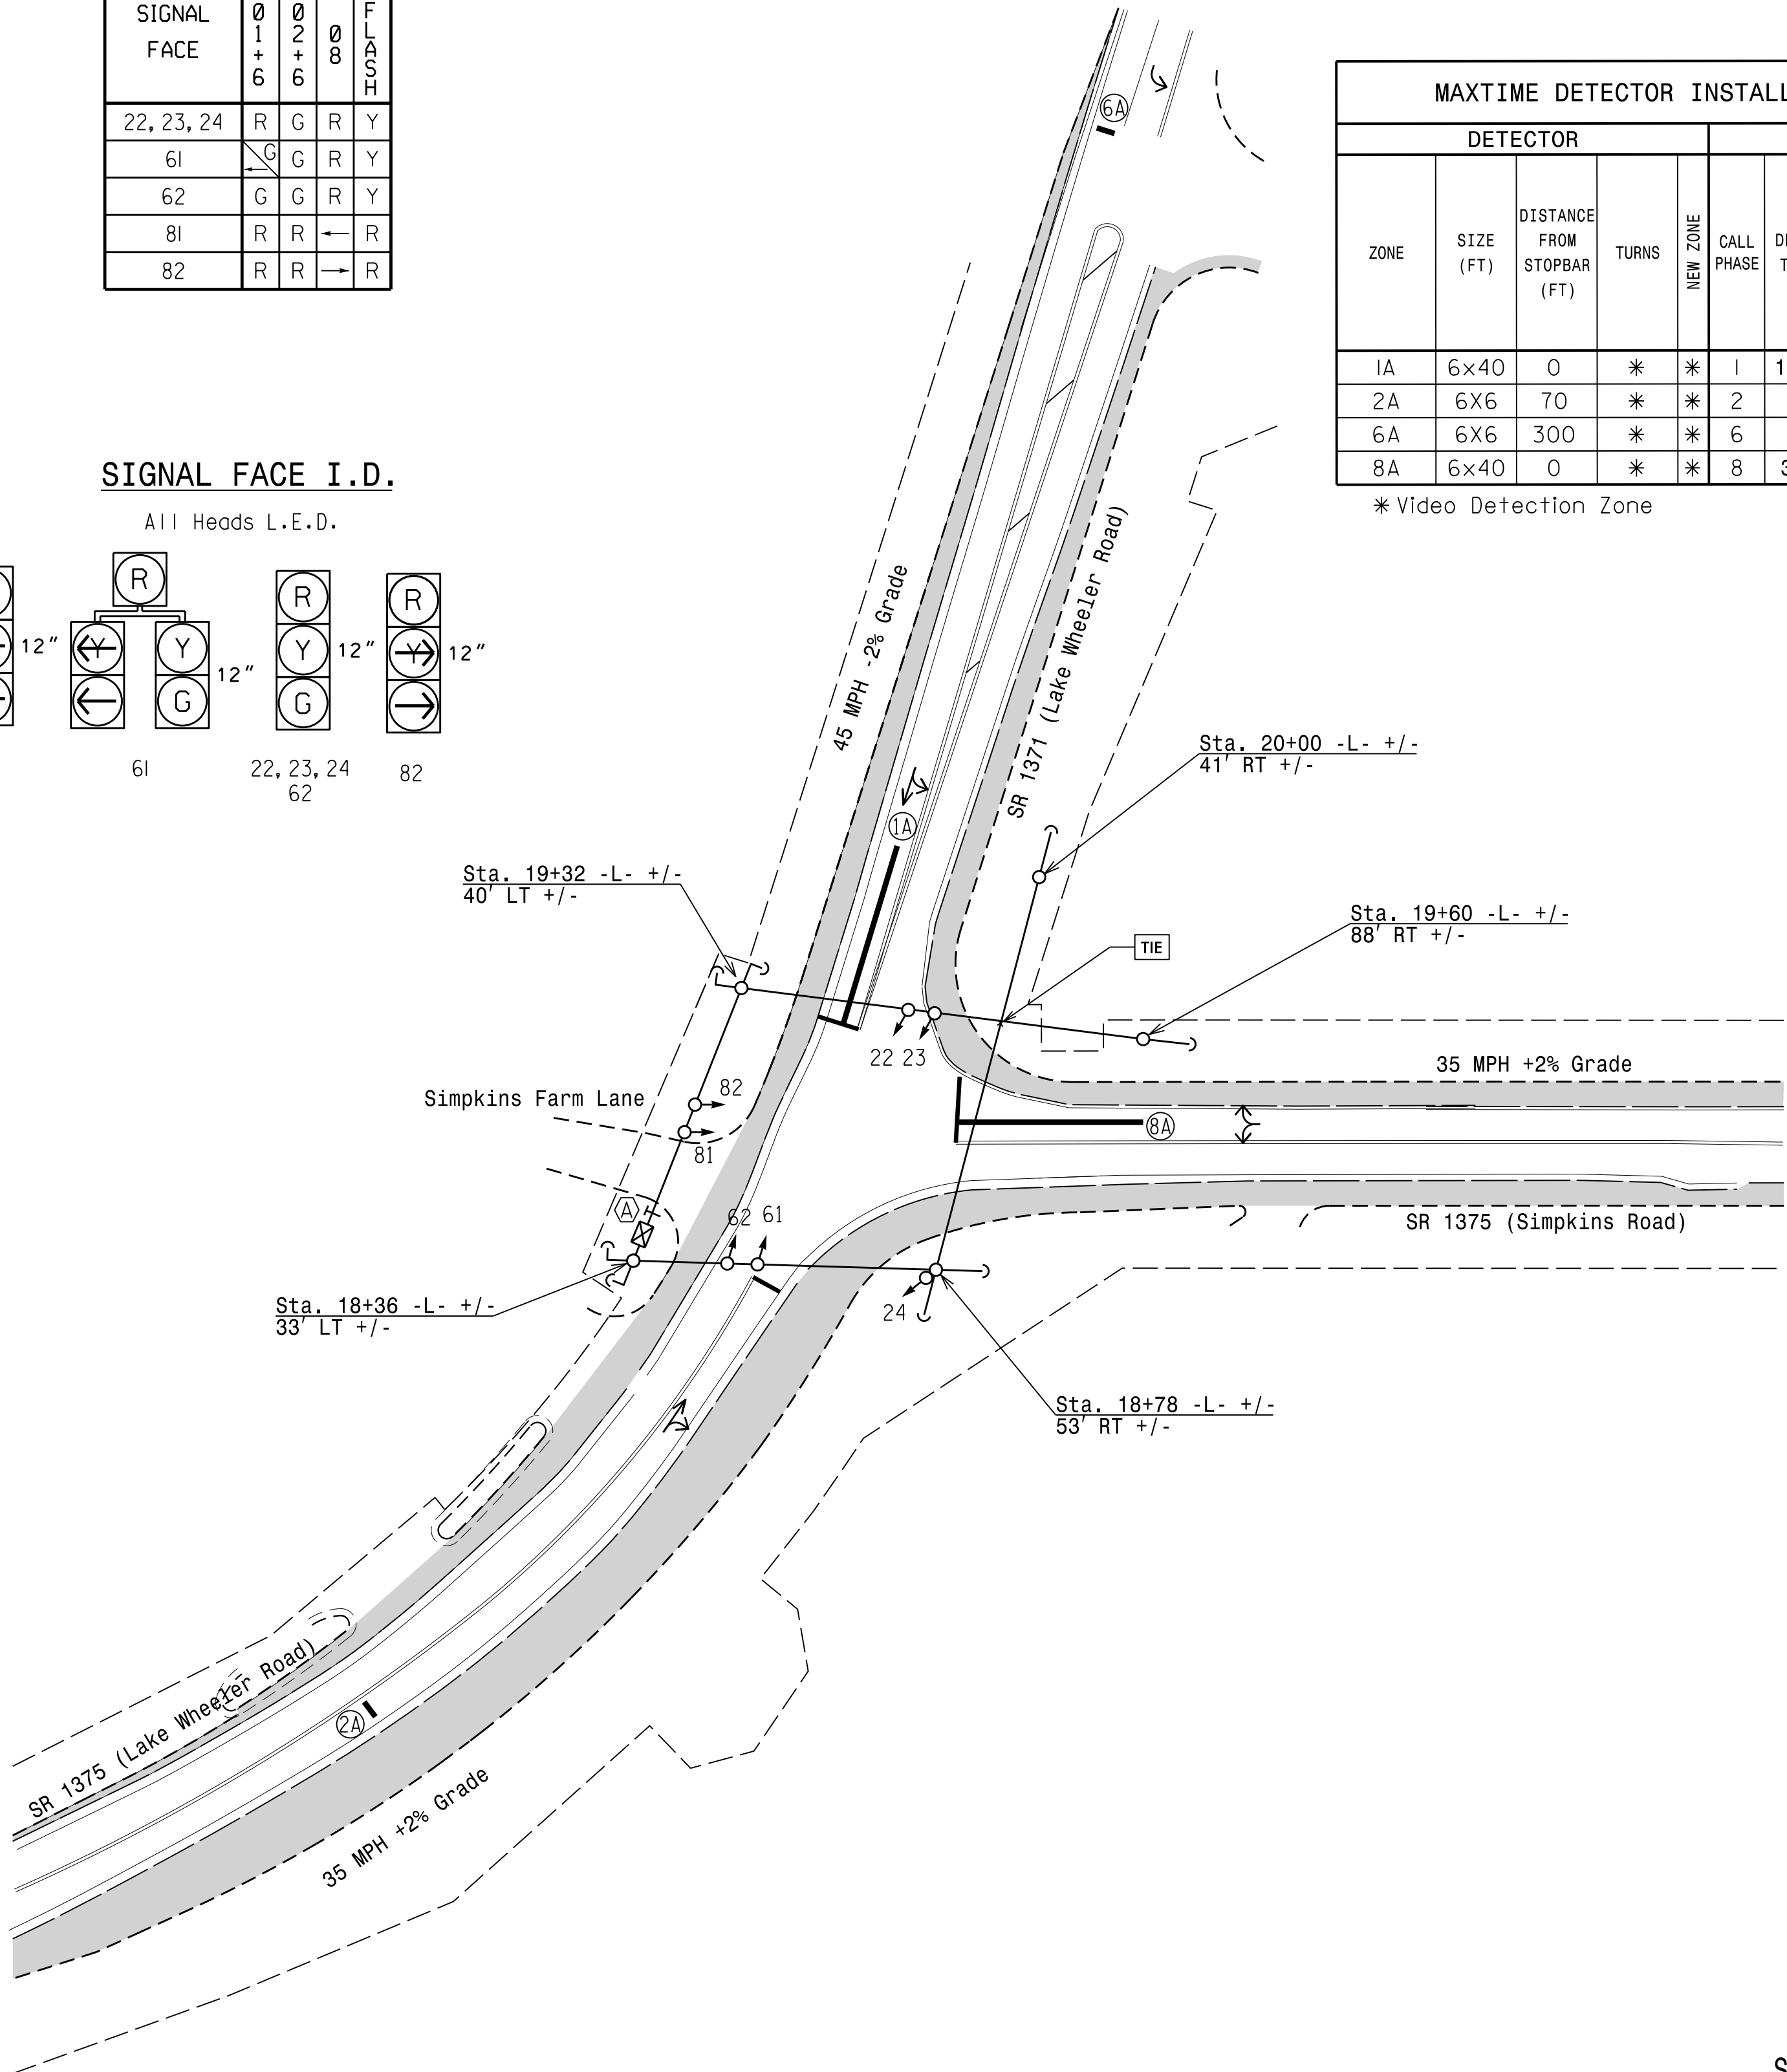 SIGNAL FACE | Ø1+6 | Ø2+6 | Ø8 | FLASH
22, 23, 24 | R | G | R | Y
61 | G | G | R | Y
62 | G | G | R | Y
81 | R | R | ← | R
82 | R | R | → | R
SIGNAL FACE I.D.
All Heads L.E.D.
12"
R
Y Y
G
12"
R
Y
G
12"
R
Y
12"
61
22, 23, 24
62
82
MAXTIME DETECTOR INSTALL
DETECTOR
ZONE | SIZE (FT) | DISTANCE FROM STOPBAR (FT) | TURNS | NEW ZONE | CALL PHASE
1A | 6x40 | 0 | * | * | 1 | 1
2A | 6X6 | 70 | * | * | 2
6A | 6X6 | 300 | * | * | 6
8A | 6x40 | 0 | * | * | 8 | 3
* Video Detection Zone
6A
45 MPH -2% Grade
SR 1371 (Lake Wheeler Road)
Sta. 20+00 -L- +/-
41' RT +/-
1A
Sta. 19+32 -L- +/-
40' LT +/-
Sta. 19+60 -L- +/-
88' RT +/-
TIE
22 23
35 MPH +2% Grade
Simpkins Farm Lane
82
81
8A
A
62 61
SR 1375 (Simpkins Road)
Sta. 18+36 -L- +/-
33' LT +/-
24
Sta. 18+78 -L- +/-
53' RT +/-
2A
SR 1375 (Lake Wheeler Road)
35 MPH +2% Grade